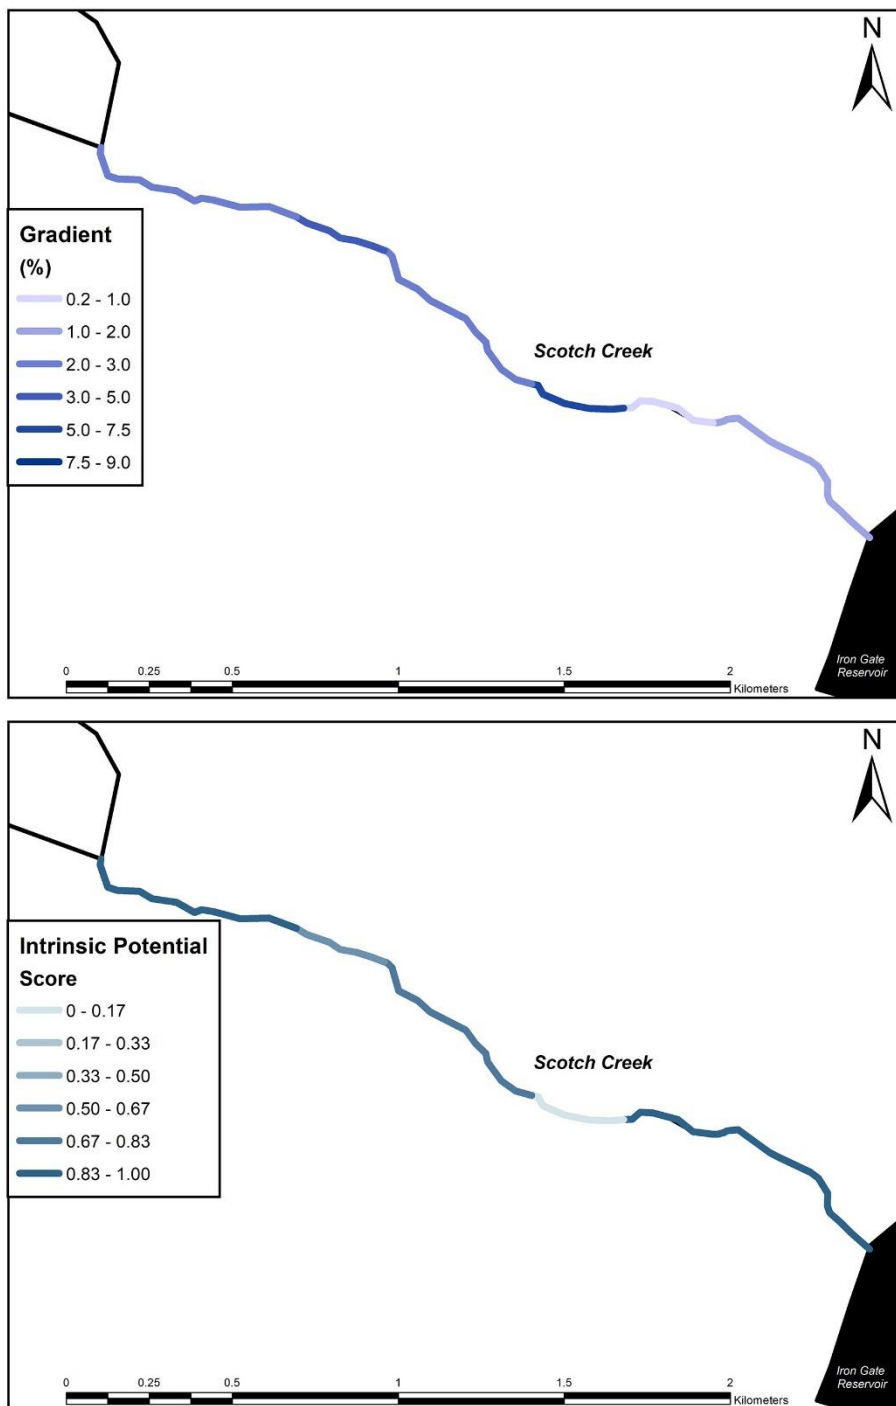 N
Gradient
(%)
0.2 - 1.0
1.0 - 2.0
2.0 - 3.0
3.0 - 5.0
5.0 - 7.5
7.5 - 9.0
Scotch Creek
Iron Gate
Reservoir
0 0.25 0.5 1 1.5 2
Kilometers
N
Intrinsic Potential
Score
0 - 0.17
0.17 - 0.33
0.33 - 0.50
0.50 - 0.67
0.67 - 0.83
0.83 - 1.00
Scotch Creek
Iron Gate
Reservoir
0 0.25 0.5 1 1.5 2
Kilometers